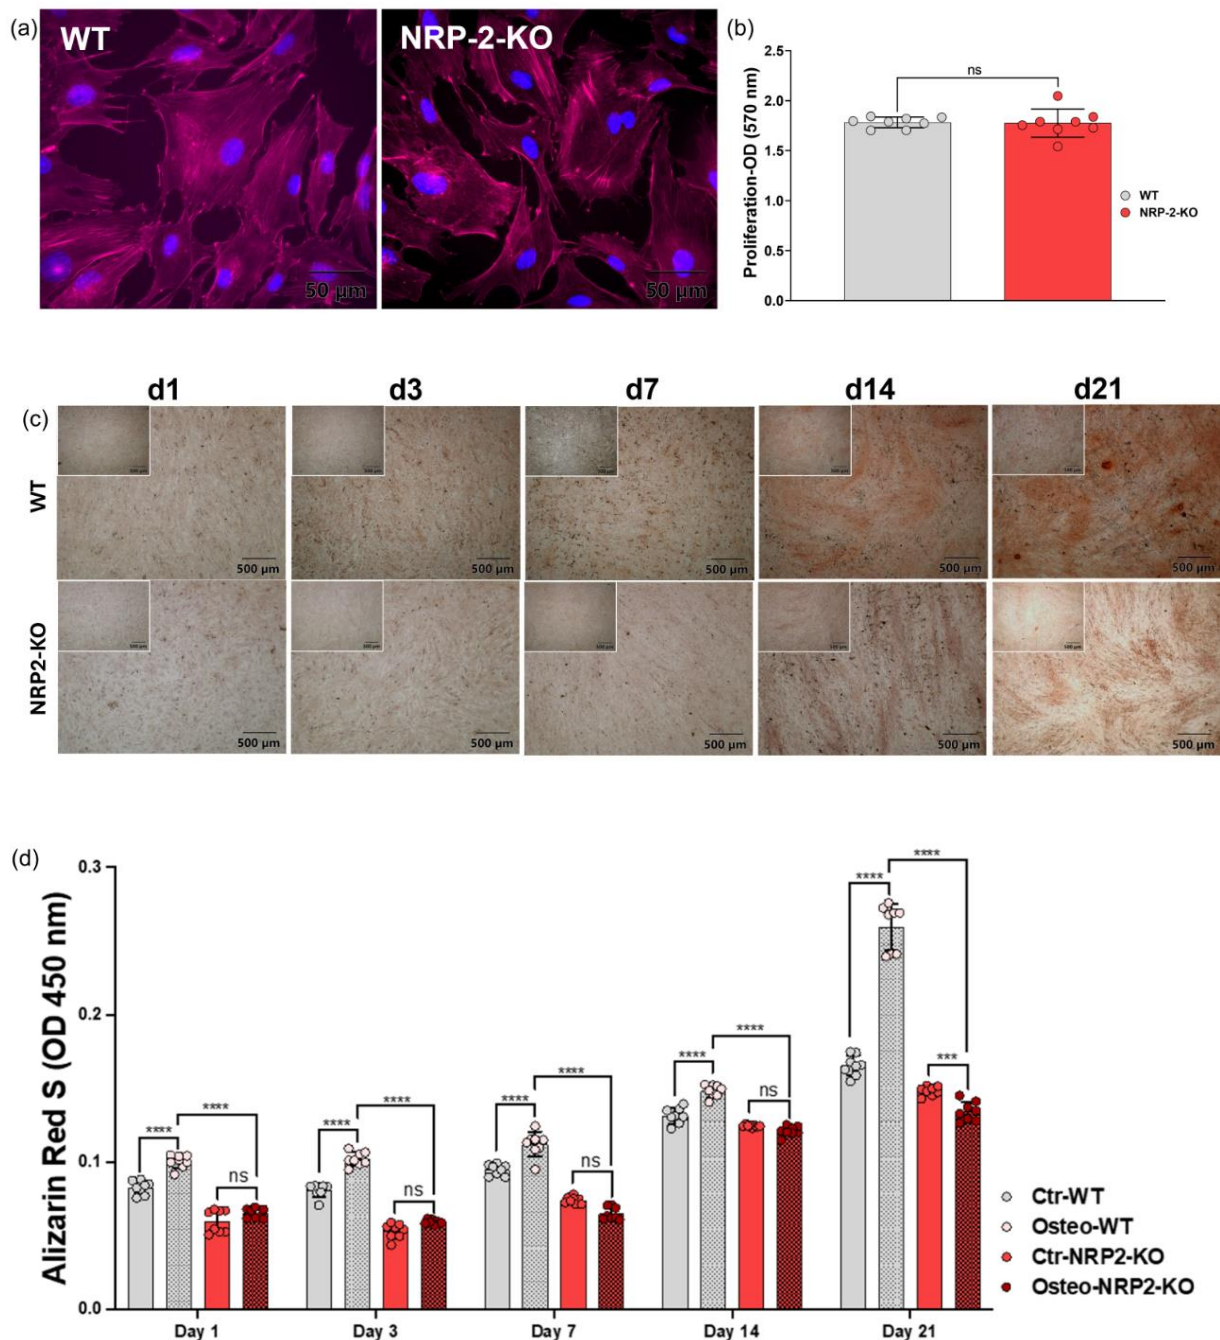 (a)
WT
NRP-2-KO
50 µm
50 µm
(b)
Proliferation-OD (570 nm)
2.5
2.0
1.5
1.0
0.5
0.0
ns
WT
NRP-2-KO
d1
d3
d7
d14
d21
(c)
WT
500 µm
500 µm
500 µm
500 µm
500 µm
NRP2-KO
500 µm
500 µm
500 µm
500 µm
500 µm
(d)
Alizarin Red S (OD 450 nm)
0.3
0.2
0.1
0.0
****
****
ns
****
****
ns
****
****
ns
****
****
ns
****
****
***
Day 1
Day 3
Day 7
Day 14
Day 21
Ctr-WT
Osteo-WT
Ctr-NRP2-KO
Osteo-NRP2-KO